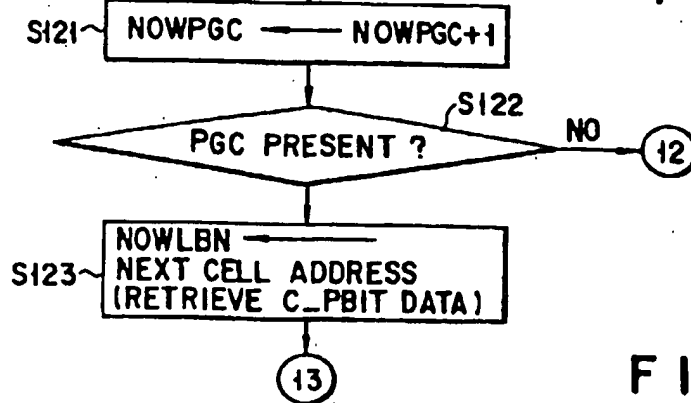 S121 NOWPGC ← NOWPGC+1
S122
PGC PRESENT ?
NO
12
NOWLBN ←
S123
NEXT CELL ADDRESS
(RETRIEVE C_PBIT DATA)
13
F I